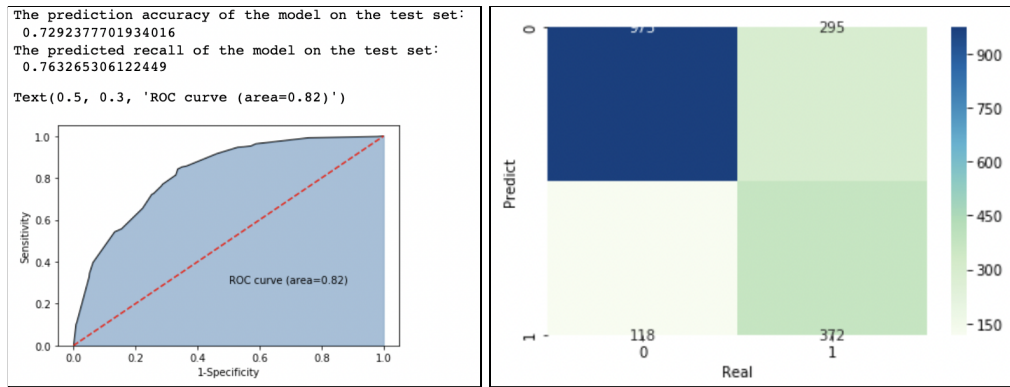 The prediction accuracy of the model on the test set:
0.7292377701934016
The predicted recall of the model on the test set:
0.763265306122449
Text(0.5, 0.3, 'ROC curve (area=0.82)')
1.0
0.8
0.6
0.4
0.2
0.0
Sensitivity
ROC curve (area=0.82)
0.0 0.2 0.4 0.6 0.8 1.0
1-Specificity
0 295
Predict
1 118 372
0 1
Real
900
750
600
450
300
150